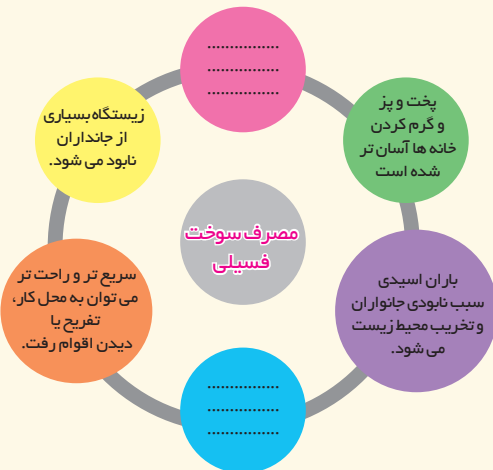 ................
................
................
پخت و پز
و گرم کردن
خانه ها آسان تر
شده است
زیستگاه بسیاری
از جانداران
نابود می شود.
مصرف سوخت
فسیلی
باران اسیدی
سبب نابودی جانواران
و تخریب محیط زیست
می شود.
سریع تر و راحت تر
می توان به محل کار،
تفریح یا
دیدن اقوام رفت.
................
................
................